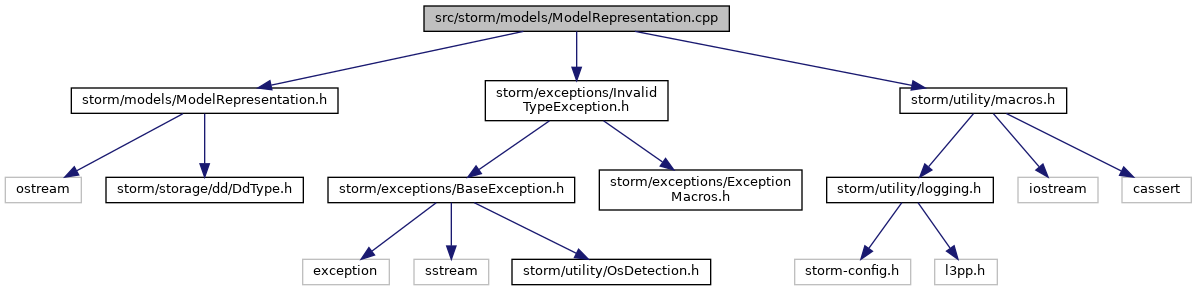 src/storm/models/ModelRepresentation.cpp
storm/models/ModelRepresentation.h
storm/exceptions/Invalid
TypeException.h
storm/utility/macros.h
ostream
storm/storage/dd/DdType.h
storm/exceptions/BaseException.h
storm/exceptions/Exception
Macros.h
storm/utility/logging.h
iostream
cassert
exception
sstream
storm/utility/OsDetection.h
storm-config.h
l3pp.h